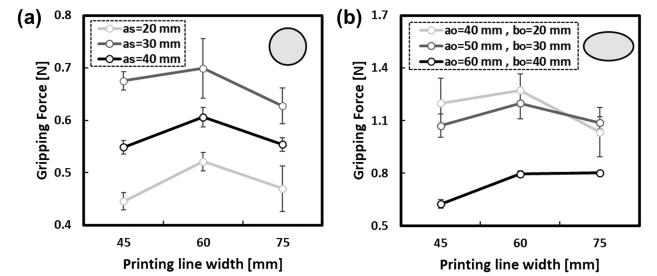 (a)
as=20 mm
as=30 mm
as=40 mm
Gripping Force [N]
0.8
0.7
0.6
0.5
0.4
45 60 75
Printing line width [mm]
(b)
ao=40 mm , bo=20 mm
ao=50 mm , bo=30 mm
ao=60 mm , bo=40 mm
Gripping Force [N]
1.7
1.4
1.1
0.8
0.5
45 60 75
Printing line width [mm]